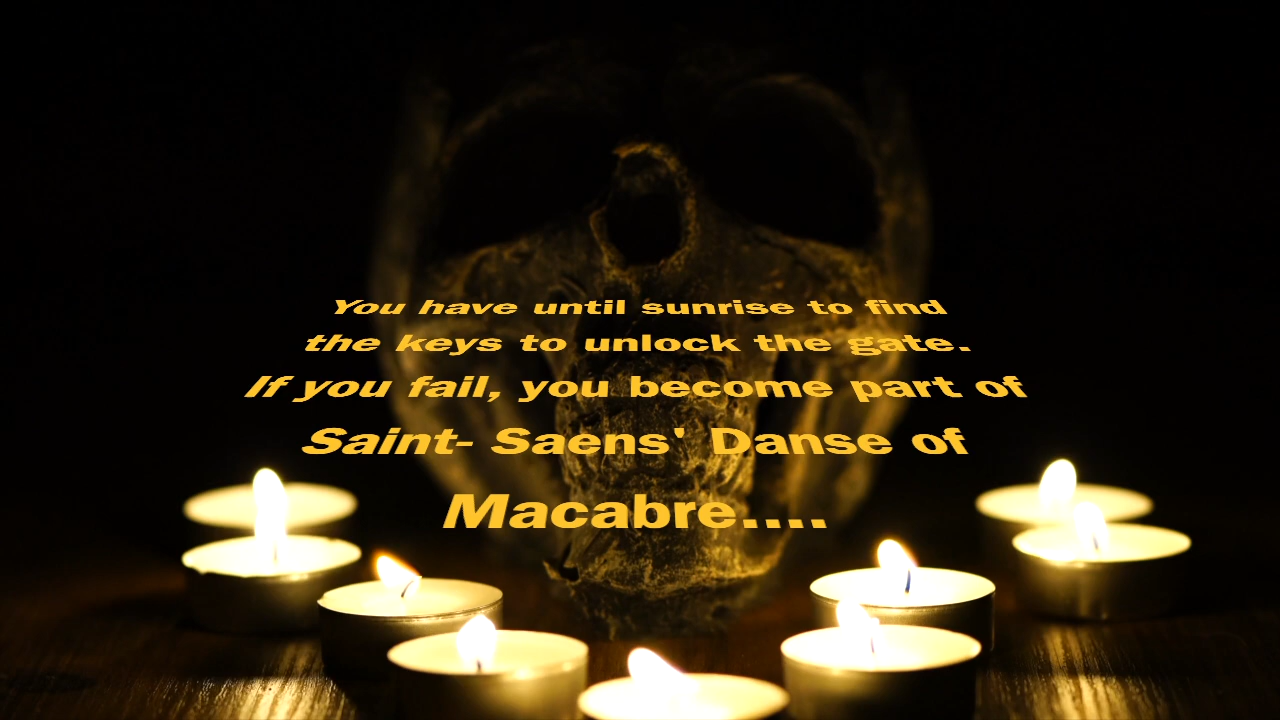 You have until sunrise to find
the keys to unlock the gate.
If you fail, you become part of
Saint- Saens' Danse of
Macabre....